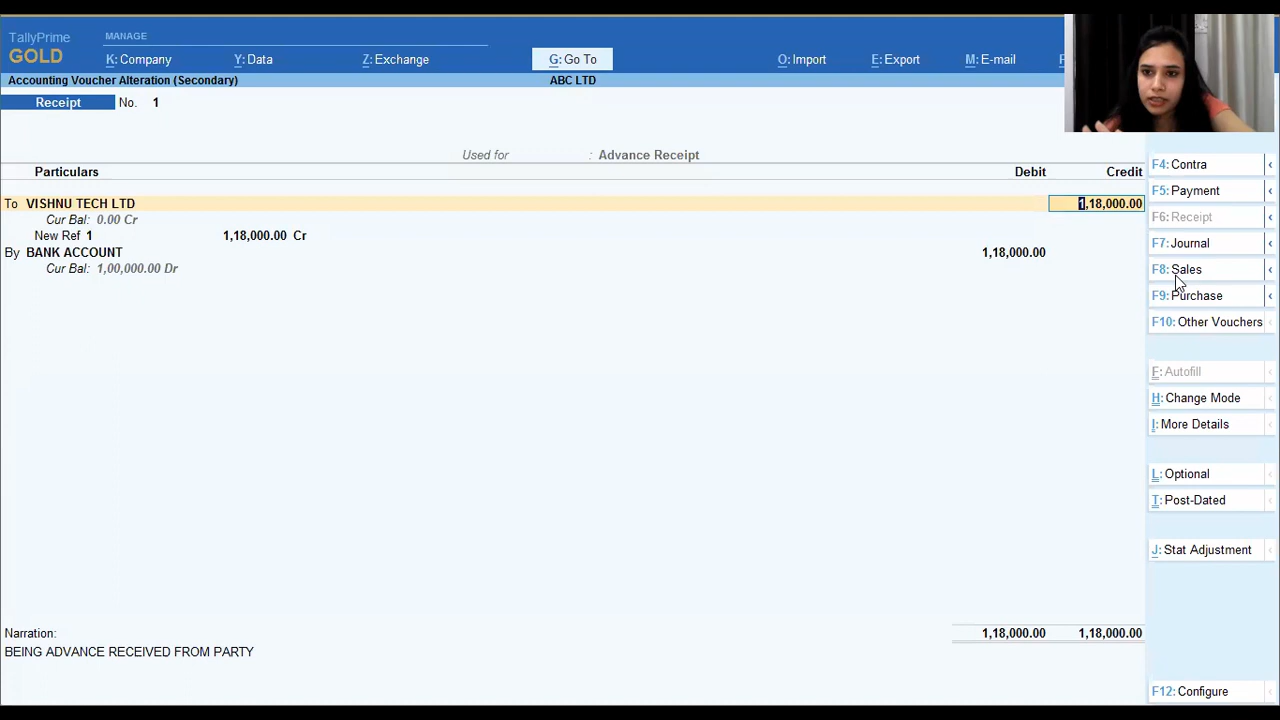 TallyPrime
GOLD
MANAGE
K: Company
Y: Data
Z: Exchange
G: Go To
O: Import
E: Export
M: E-mail
Accounting Voucher Alteration (Secondary)
ABC LTD
Receipt No. 1
Used for : Advance Receipt
Particulars Debit Credit
To VISHNU TECH LTD 1,18,000.00
Cur Bal: 0.00 Cr
New Ref 1 1,18,000.00 Cr
By BANK ACCOUNT 1,18,000.00
Cur Bal: 1,00,000.00 Dr
F4: Contra
F5: Payment
F6: Receipt
F7: Journal
F8: Sales
F9: Purchase
F10: Other Vouchers
E: Autofill
H: Change Mode
I: More Details
L: Optional
T: Post-Dated
J: Stat Adjustment
Narration: 1,18,000.00 1,18,000.00
BEING ADVANCE RECEIVED FROM PARTY
F12: Configure